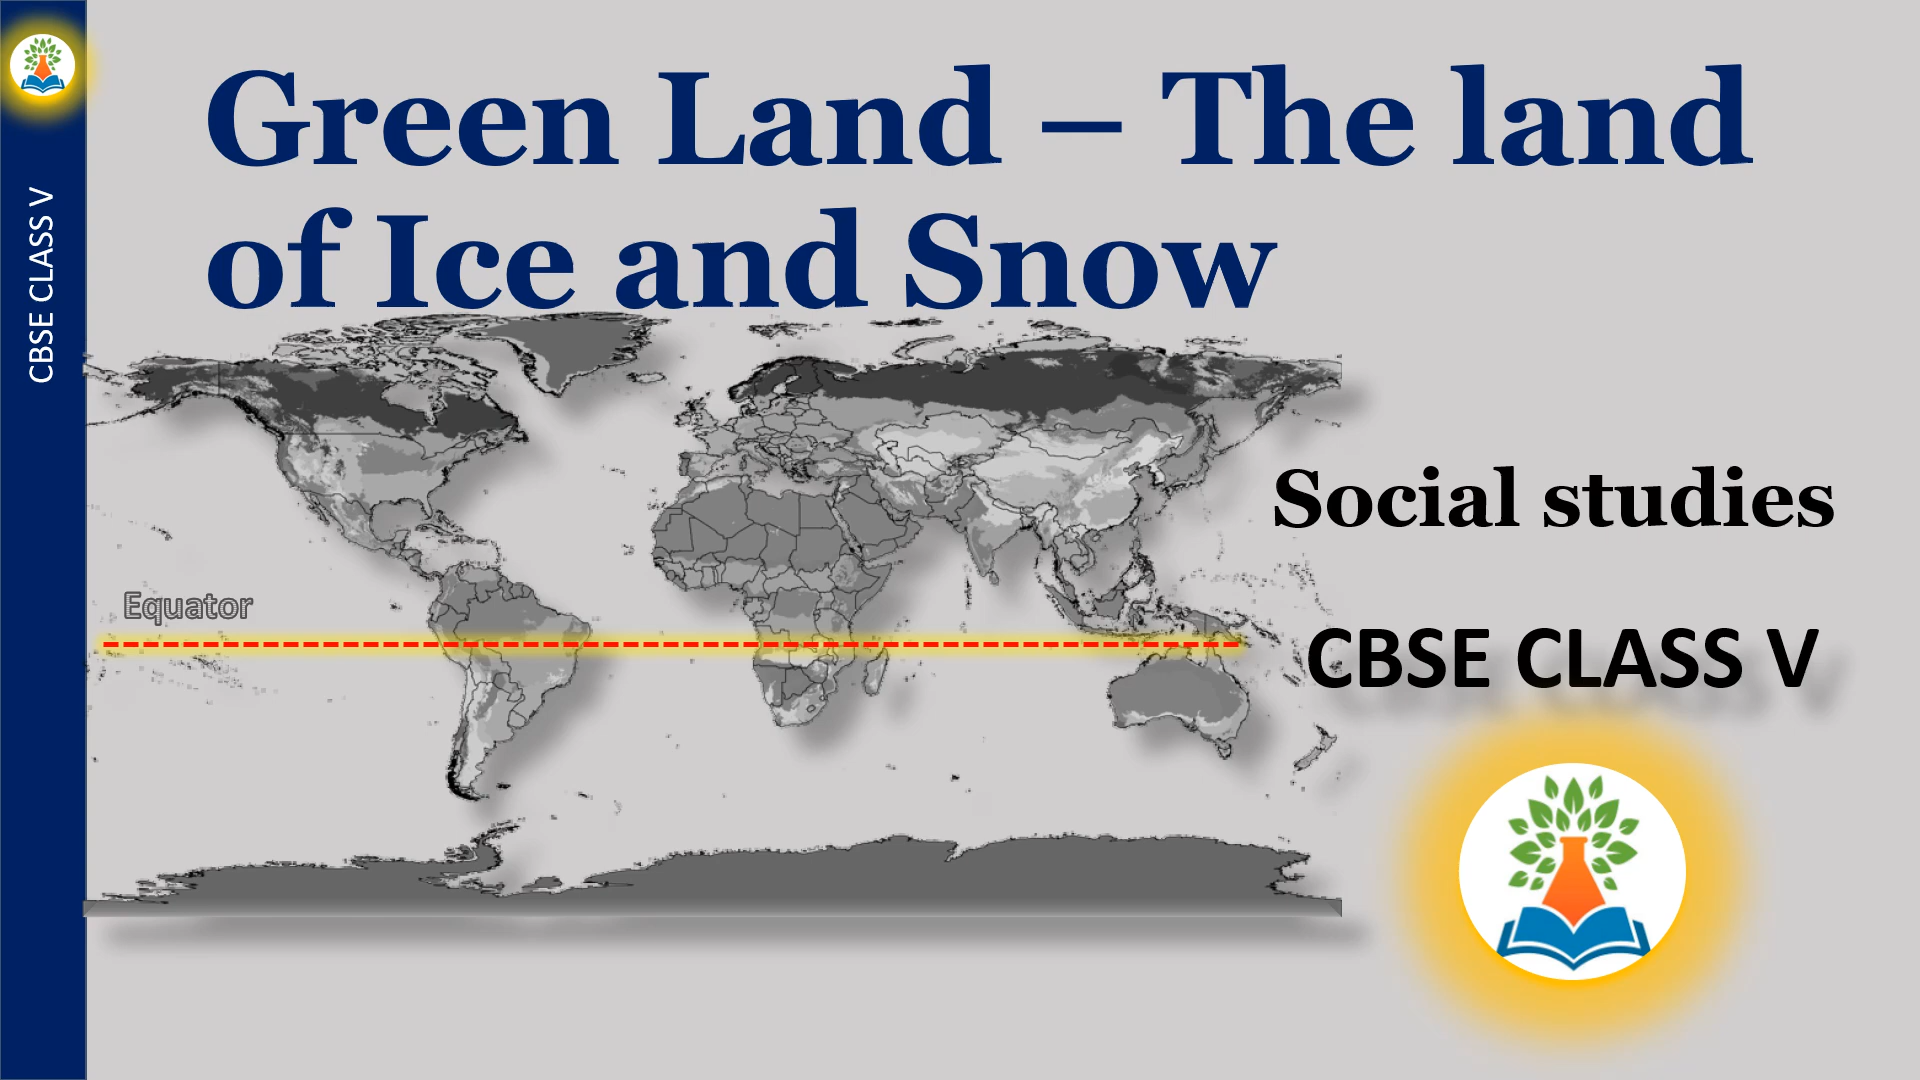 CBSE CLASS V
Green Land – The land
of Ice and Snow
Social studies
Equator
CBSE CLASS V